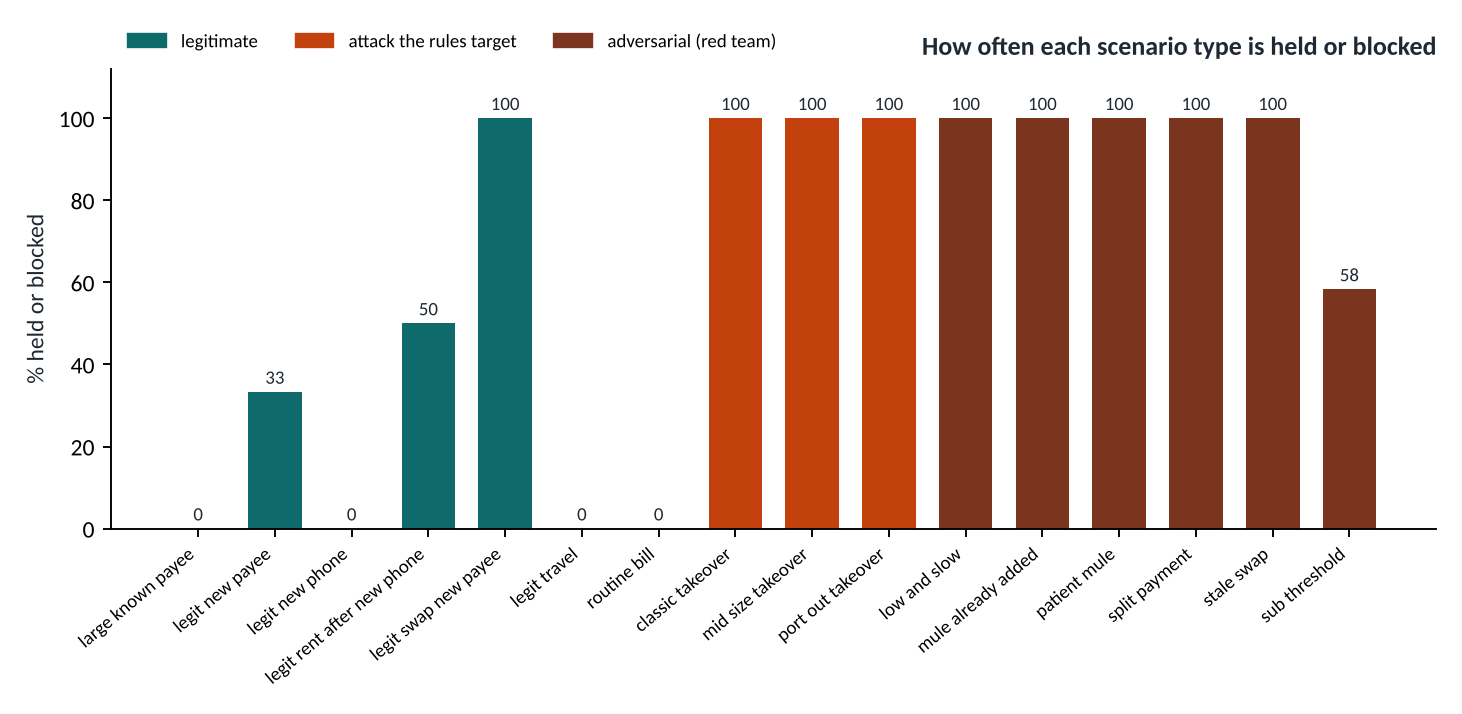 legitimate
attack the rules target
adversarial (red team)
How often each scenario type is held or blocked
% held or blocked
100
80
60
40
20
0
0
33
0
50
100
0
0
100
100
100
100
100
100
100
100
58
large known payee
legit new payee
legit new phone
legit rent after new phone
legit swap new payee
legit travel
routine bill
classic takeover
mid size takeover
port out takeover
low and slow
mule already added
patient mule
split payment
stale swap
sub threshold